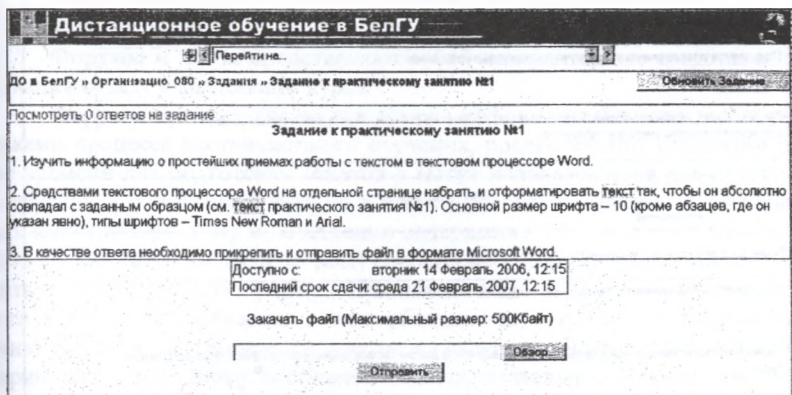 Дистанционное обучение в БелГУ
Перейти на...
ДО в БелГУ » Организацио_080 » Задания » Задание к практическому занятию №1
Обновить Задание
Посмотреть 0 ответов на задание
Задание к практическому занятию №1
1. Изучить информацию о простейших приемах работы с текстом в текстовом процессоре Word.
2. Средствами текстового процессора Word на отдельной странице набрать и отформатировать текст так, чтобы он абсолютно
совпадал с заданным образцом (см. текст практического занятия №1). Основной размер шрифта – 10 (кроме абзацев, где он
указан явно), типы шрифтов – Times New Roman и Arial.
3. В качестве ответа необходимо прикрепить и отправить файл в формате Microsoft Word.
Доступно с: вторник 14 Февраль 2006, 12:15
Последний срок сдачи: среда 21 Февраль 2007, 12:15
Закачать файл (Максимальный размер: 500Кбайт)
Обзор...
Отправить